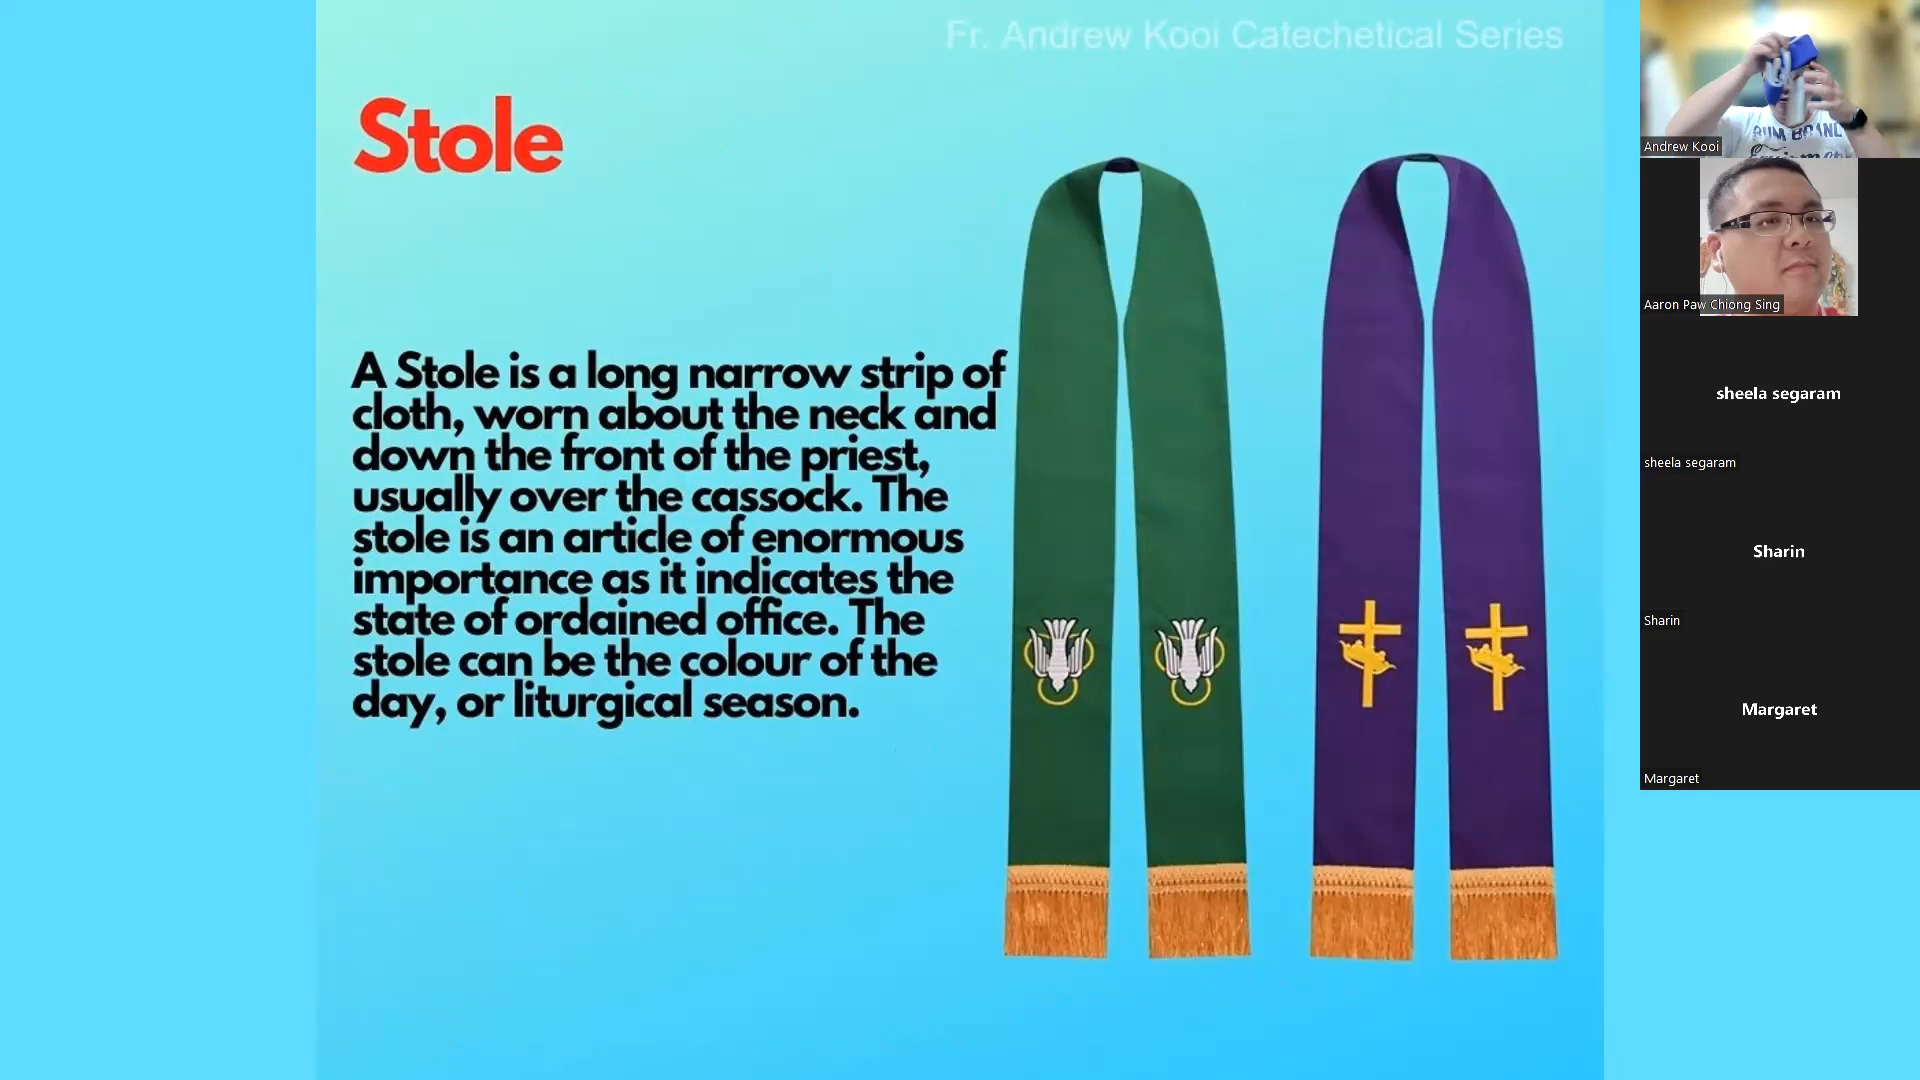 Fr. Andrew Kooi Catechetical Series
Stole
A Stole is a long narrow strip of
cloth, worn about the neck and
down the front of the priest,
usually over the cassock. The
stole is an article of enormous
importance as it indicates the
state of ordained office. The
stole can be the colour of the
day, or liturgical season.
Andrew Kooi
Aaron Paw Chiong Sing
sheela segaram
sheela segaram
Sharin
Sharin
Margaret
Margaret